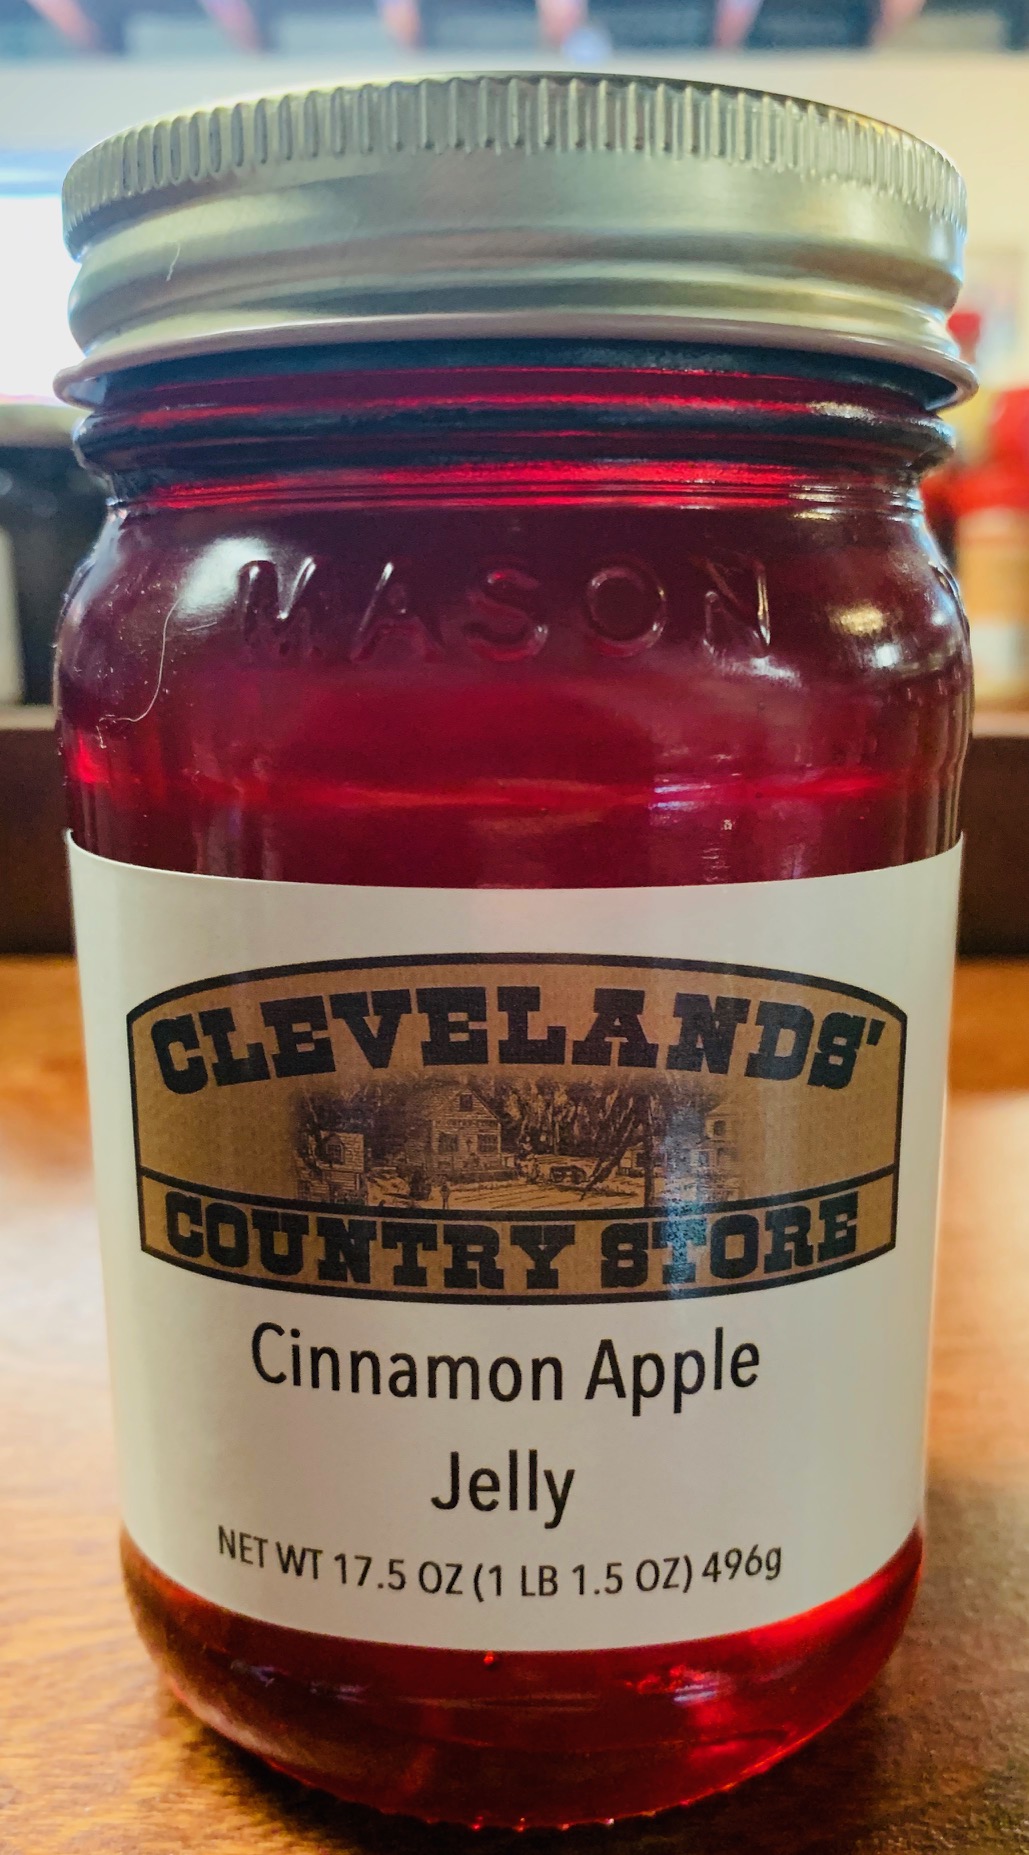 MASON
CLEVELANDS'
COUNTRY STORE
Cinnamon Apple
Jelly
NET WT 17.5 OZ (1 LB 1.5 OZ) 496g